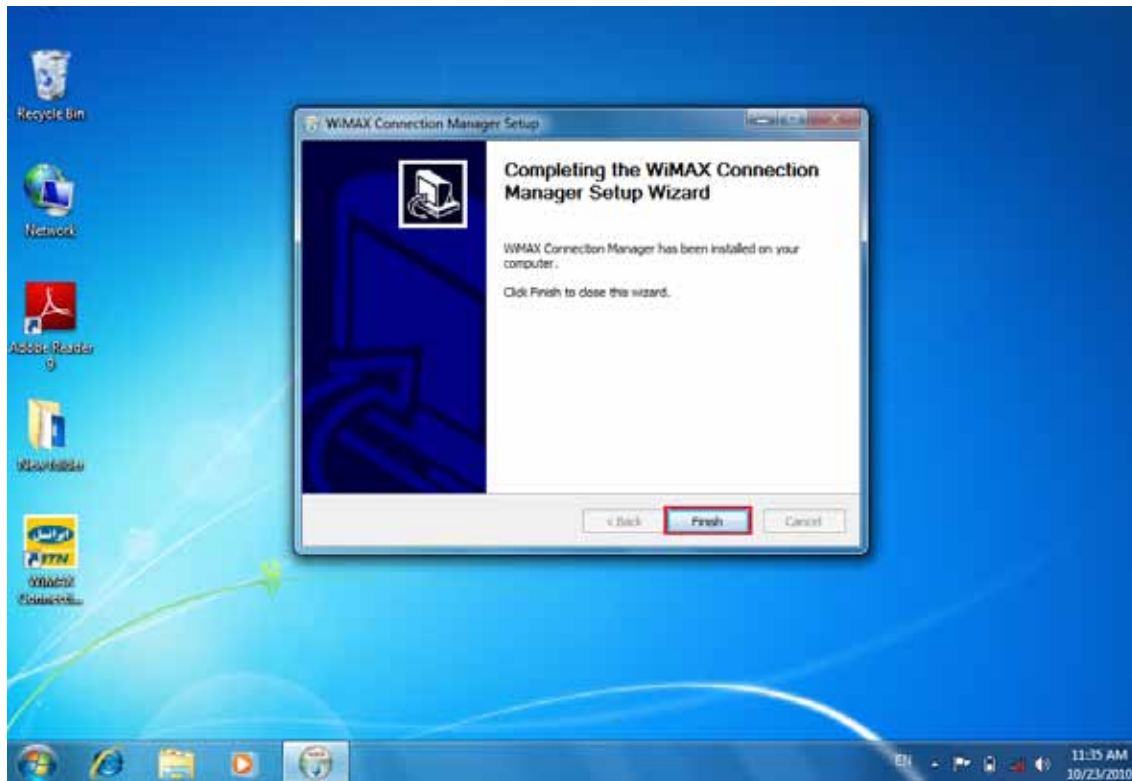 Recycle Bin
Network
Adobe Reader
9
New folder
ایرانسل
MTN
WiMAX
Connecti...
WiMAX Connection Manager Setup
Completing the WiMAX Connection
Manager Setup Wizard
WiMAX Connection Manager has been installed on your
computer.
Click Finish to close this wizard.
< Back
Finish
Cancel
EN
11:35 AM
10/23/2010